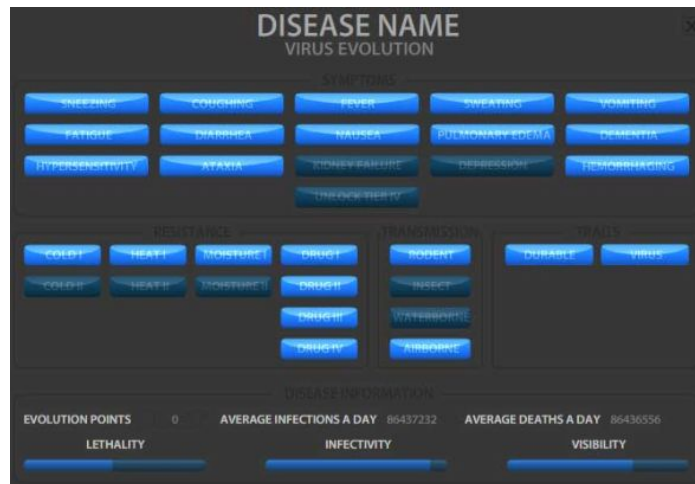 DISEASE NAME
VIRUS EVOLUTION
SYMPTOMS
SNEEZING COUGHING FEVER SWEATING VOMITING
FATIGUE DIARRHEA NAUSEA PULMONARY EDEMA DEMENTIA
HYPERSENSITIVITY ATAXIA KIDNEY FAILURE DEPRESSION HEMORRHAGING
UNLOCK TIER IV
RESISTANCE TRANSMISSION TRAITS
COLD I HEAT I MOISTURE I DRUG I RODENT DURABLE VIRUS
COLD II HEAT II MOISTURE II DRUG II INSECT
DRUG III WATERBORNE
DRUG IV AIRBORNE
DISEASE INFORMATION
EVOLUTION POINTS 0 AVERAGE INFECTIONS A DAY 86437232 AVERAGE DEATHS A DAY 86436556
LETHALITY INFECTIVITY VISIBILITY